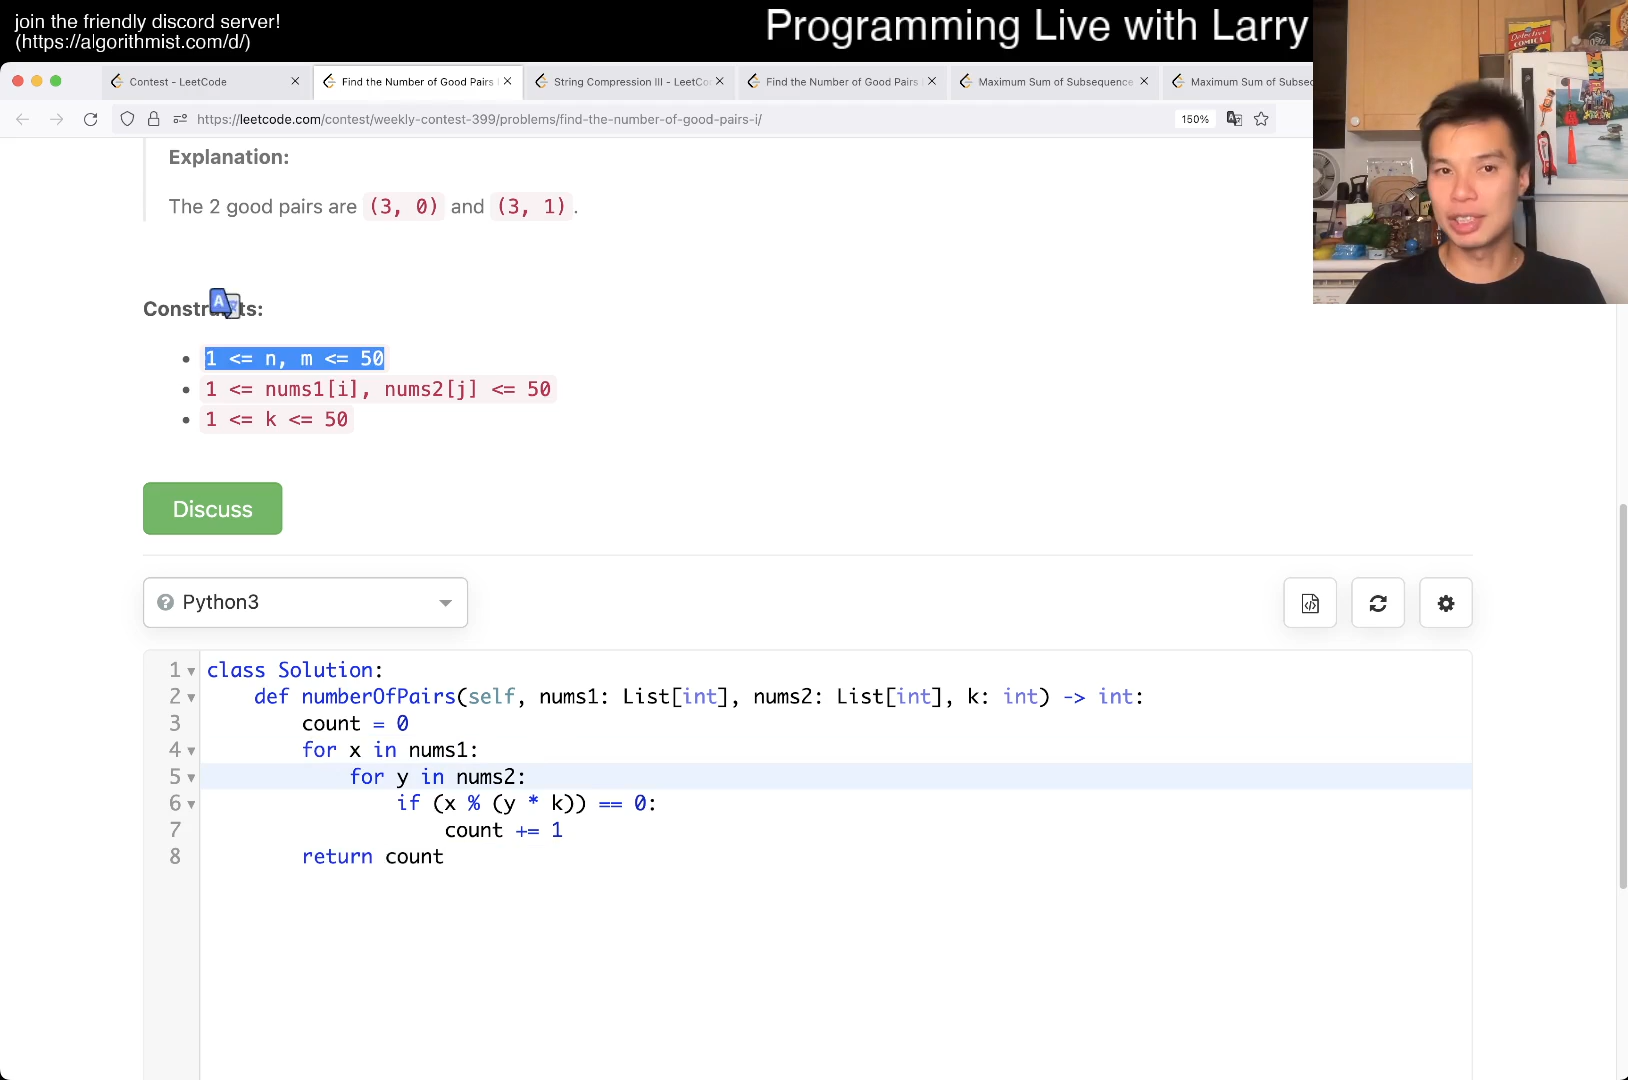 join the friendly discord server!
(https://algorithmist.com/d/)
Programming Live with Larry
Contest - LeetCode
Find the Number of Good Pairs I
String Compression III - LeetCo
Find the Number of Good Pairs
Maximum Sum of Subsequence
Maximum Sum of Subsec
https://leetcode.com/contest/weekly-contest-399/problems/find-the-number-of-good-pairs-i/
150%
Explanation:
The 2 good pairs are (3, 0) and (3, 1).
1 <= n, m <= 50
1 <= nums1[i], nums2[j] <= 50
1 <= k <= 50
Discuss
Python3
1 class Solution:
2 def numberOfPairs(self, nums1: List[int], nums2: List[int], k: int) -> int:
3 count = 0
4 for x in nums1:
5 for y in nums2:
6 if (x % (y * k)) == 0:
7 count += 1
8 return count